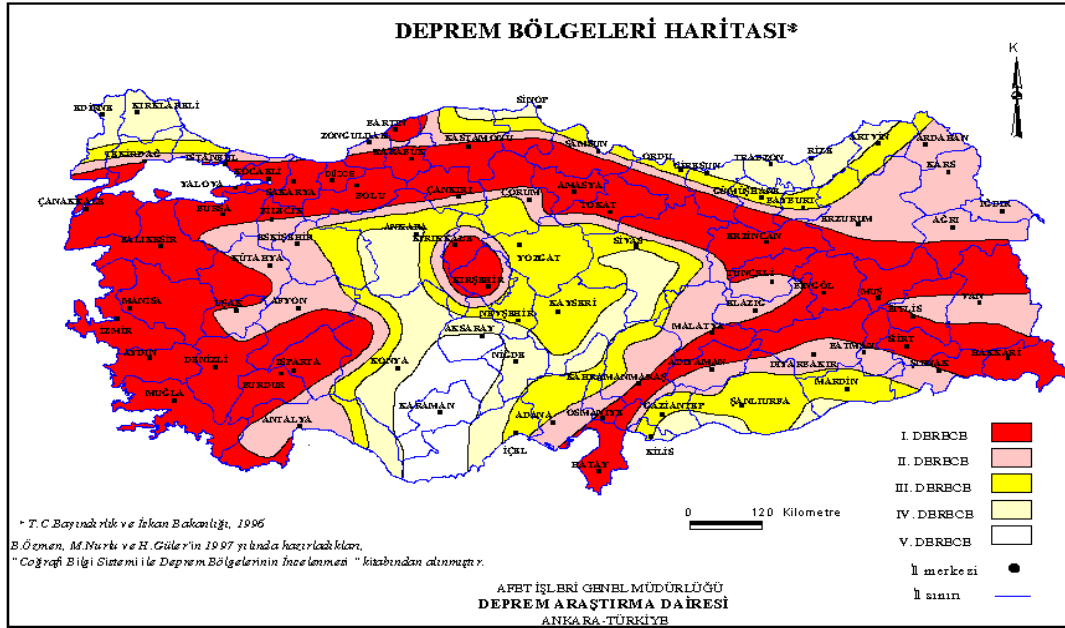 DEPREM BÖLGELERİ HARİTASI*
K
SİNOP
EDİRNE
KIRKLARELİ
BARTIN
ZONGULDAK
KASTAMONU
KARABUK
SAMSUN
ARTVİN
ARDAHAN
TEKİRDAĞ
İSTANBUL
ORDU
GİRESUN
TRABZON
RİZE
KARS
KOCAELİ
YALOVA
SAKARYA
DÜZCE
BOLU
ÇANKIRI
ÇORUM
AMASYA
TOKAT
GÜMÜŞHANE
BAYBURT
ÇANAKKALE
BURSA
BİLECİK
ERZURUM
AĞRI
IĞDIR
BALIKESİR
ESKİŞEHİR
ANKARA
KIRIKKALE
YOZGAT
SİVAS
ERZİNCAN
KÜTAHYA
KIRŞEHİR
TUNCELİ
BİNGÖL
MUŞ
MANİSA
UŞAK
AFYON
NEVŞEHİR
KAYSERİ
ELAZIĞ
BİTLİS
VAN
İZMİR
AKSARAY
MALATYA
AYDIN
DENİZLİ
ISPARTA
KONYA
NİĞDE
ADIYAMAN
DİYARBAKIR
BATMAN
SİİRT
ŞIRNAK
HAKKARİ
BURDUR
KAHRAMANMARAŞ
MARDİN
MUĞLA
KARAMAN
ADANA
OSMANİYE
GAZİANTEP
ŞANLIURFA
ANTALYA
İÇEL
KİLİS
HATAY
I. DERECE
II. DERECE
III. DERECE
IV. DERECE
V. DERECE
İl merkezi
İl sınırı
0 120 Kilometre
* T.C.Bayındırlık ve İskan Bakanlığı, 1996
B.Özmen, M.Nurlu ve H.Güler'in 1997 yılında hazırladıkları,
"Coğrafi Bilgi Sistemi ile Deprem Bölgelerinin İncelenmesi" kitabından alınmıştır.
AFET İŞLERİ GENEL MÜDÜRLÜĞÜ
DEPREM ARAŞTIRMA DAİRESİ
ANKARA-TÜRKİYE